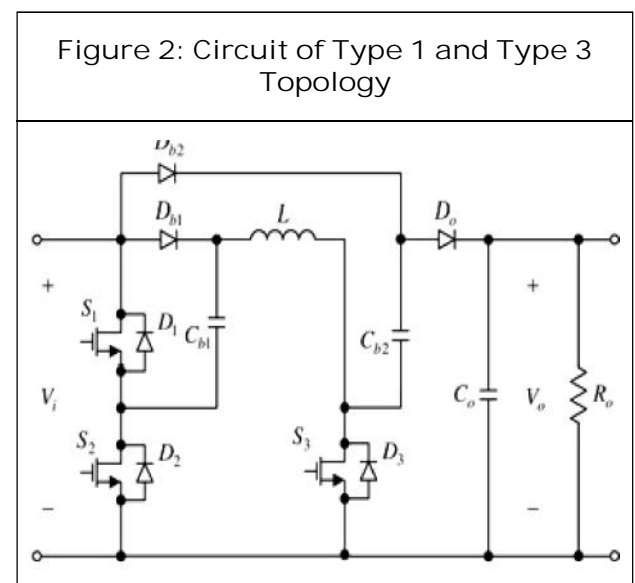 Figure 2: Circuit of Type 1 and Type 3
Topology
D_b2
D_b1
L
D_o
+
S_1
D_1
C_b1
C_b2
+
V_i
C_o
V_o
R_o
S_2
D_2
S_3
D_3
−
−